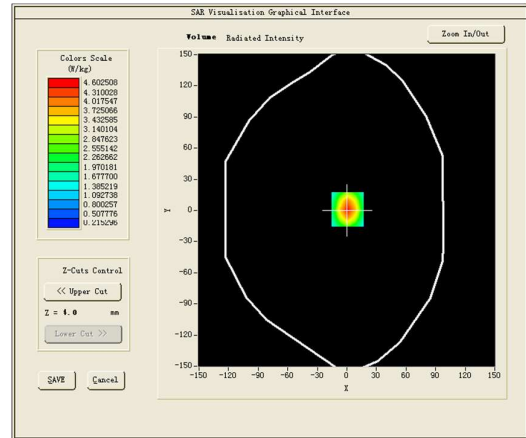 SAR Visualisation Graphical Interface
Volume Radiated Intensity
Zoom In/Out
Colors Scale
(W/kg)
4.602508
4.310028
4.017547
3.725066
3.432585
3.140104
2.847623
2.555142
2.262662
1.970181
1.677700
1.385219
1.092738
0.800257
0.507776
0.215296
150
120
90
60
30
0
-30
-60
-90
-120
-150
Y
-150 -120 -90 -60 -30 0 30 60 90 120 150
X
Z-Cuts Control
<< Upper Cut
Z = 4.0 mm
Lower Cut >>
SAVE Cancel